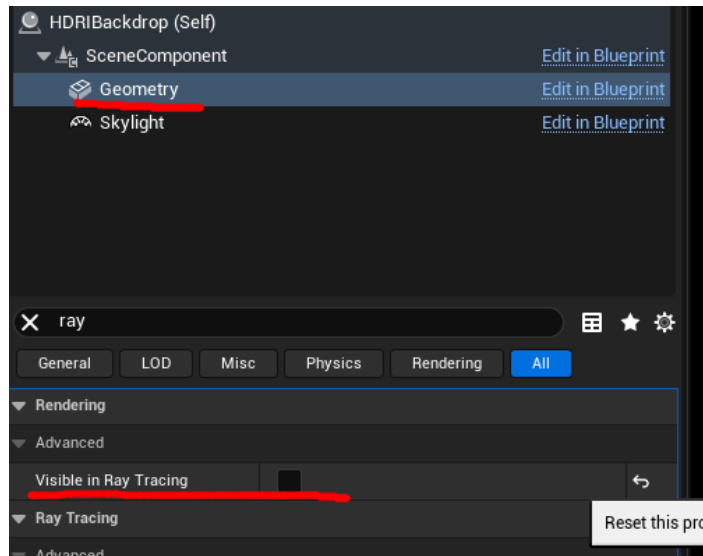 HDRIBackdrop (Self)
SceneComponent Edit in Blueprint
Geometry Edit in Blueprint
Skylight Edit in Blueprint
ray
General LOD Misc Physics Rendering All
Rendering
Advanced
Visible in Ray Tracing
Ray Tracing
Reset this pro
Advanced